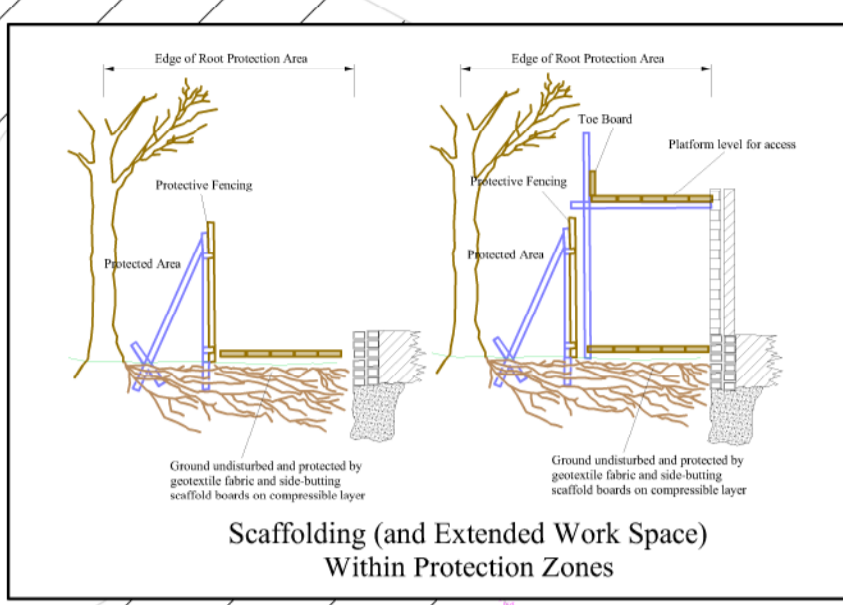 Edge of Root Protection Area
Protective Fencing
Protected Area
Ground undisturbed and protected by
geotextile fabric and side-butting
scaffold boards on compressible layer
Edge of Root Protection Area
Toe Board
Platform level for access
Protective Fencing
Protected Area
Ground undisturbed and protected by
geotextile fabric and side-butting
scaffold boards on compressible layer
Scaffolding (and Extended Work Space)
Within Protection Zones